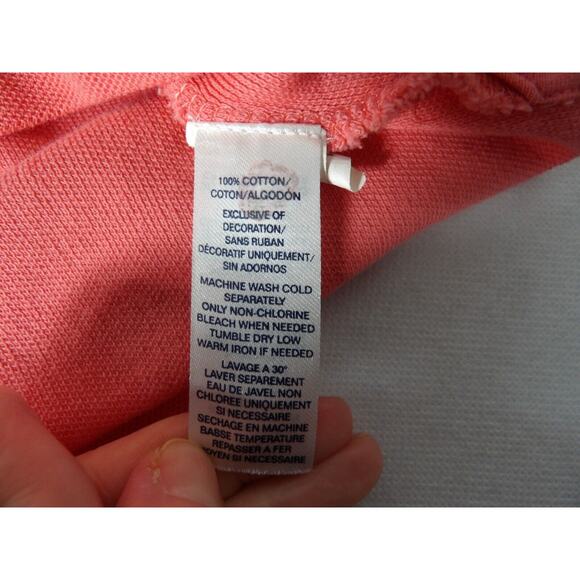 100% COTTON/
COTON/ALGODÓN
EXCLUSIVE OF
DECORATION/
SANS RUBAN
DÉCORATIF UNIQUEMENT/
SIN ADORNOS
MACHINE WASH COLD
SEPARATELY
ONLY NON-CHLORINE
BLEACH WHEN NEEDED
TUMBLE DRY LOW
WARM IRON IF NEEDED
LAVAGE A 30°
LAVER SEPAREMENT
EAU DE JAVEL NON
CHLOREE UNIQUEMENT
SI NECESSAIRE
SECHAGE EN MACHINE
BASSE TEMPERATURE
REPASSER A FER
MOYEN SI NECESSAIRE